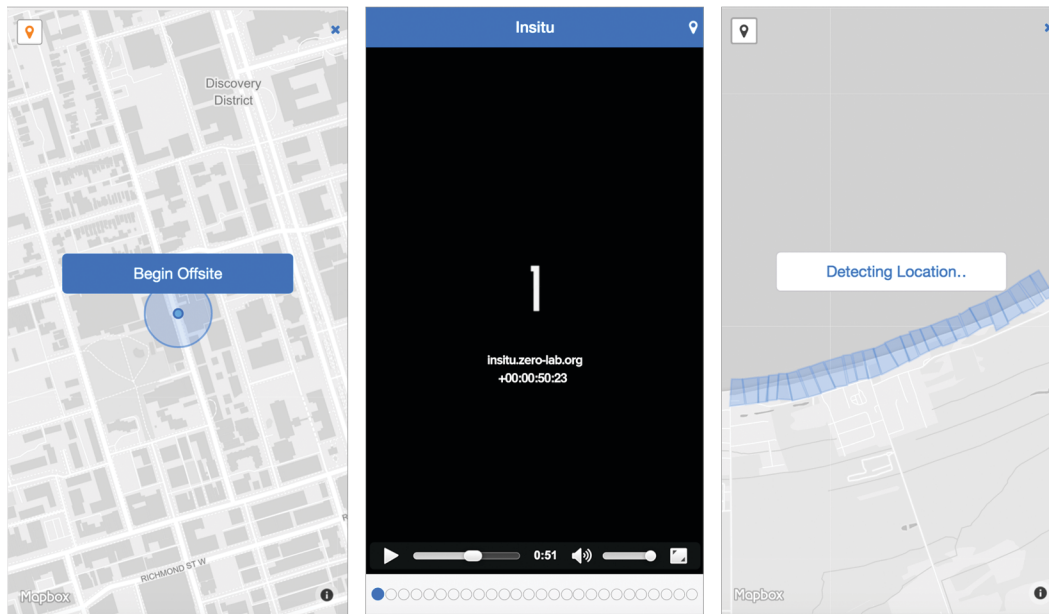 Discovery
District
Begin Offsite
RICHMOND ST W
Mapbox
Insitu
1
insitu.zero-lab.org
+00:00:50:23
0:51
Detecting Location..
Mapbox